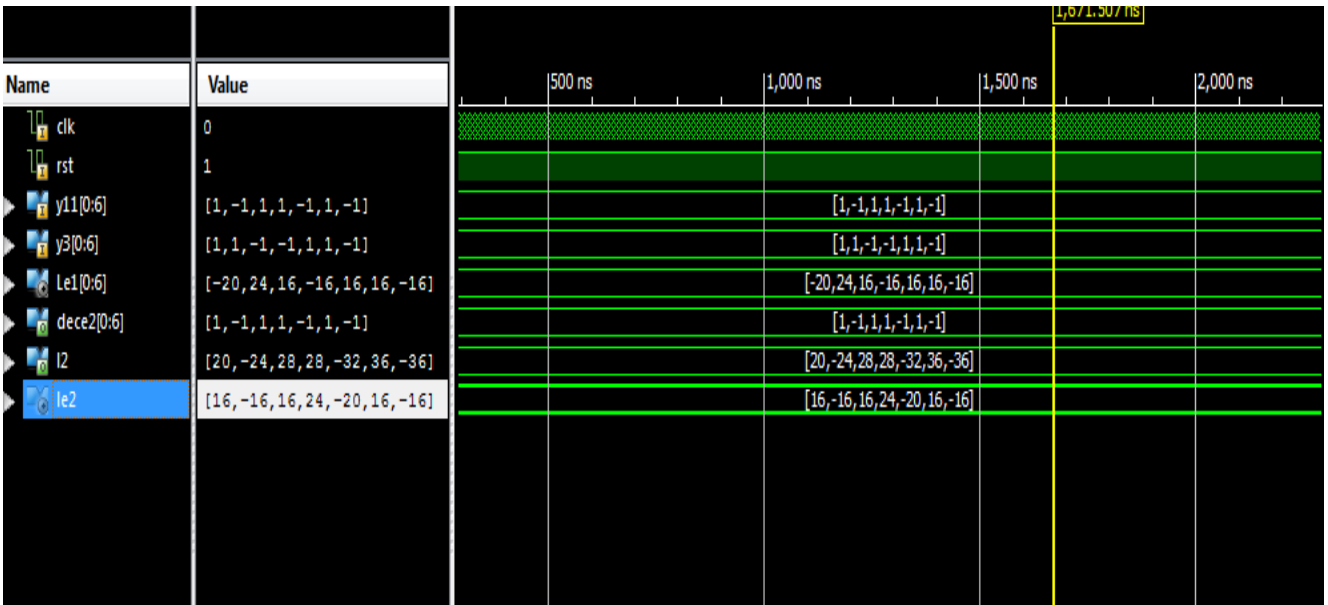 1,671.507 ns
Name Value |500 ns |1,000 ns |1,500 ns |2,000 ns
clk 0
rst 1
y11[0:6] [1,-1,1,1,-1,1,-1] [1,-1,1,1,-1,1,-1]
y3[0:6] [1,1,-1,-1,1,1,-1] [1,1,-1,-1,1,1,-1]
Le1[0:6] [-20,24,16,-16,16,16,-16] [-20,24,16,-16,16,16,-16]
dece2[0:6] [1,-1,1,1,-1,1,-1] [1,-1,1,1,-1,1,-1]
l2 [20,-24,28,28,-32,36,-36] [20,-24,28,28,-32,36,-36]
le2 [16,-16,16,24,-20,16,-16] [16,-16,16,24,-20,16,-16]